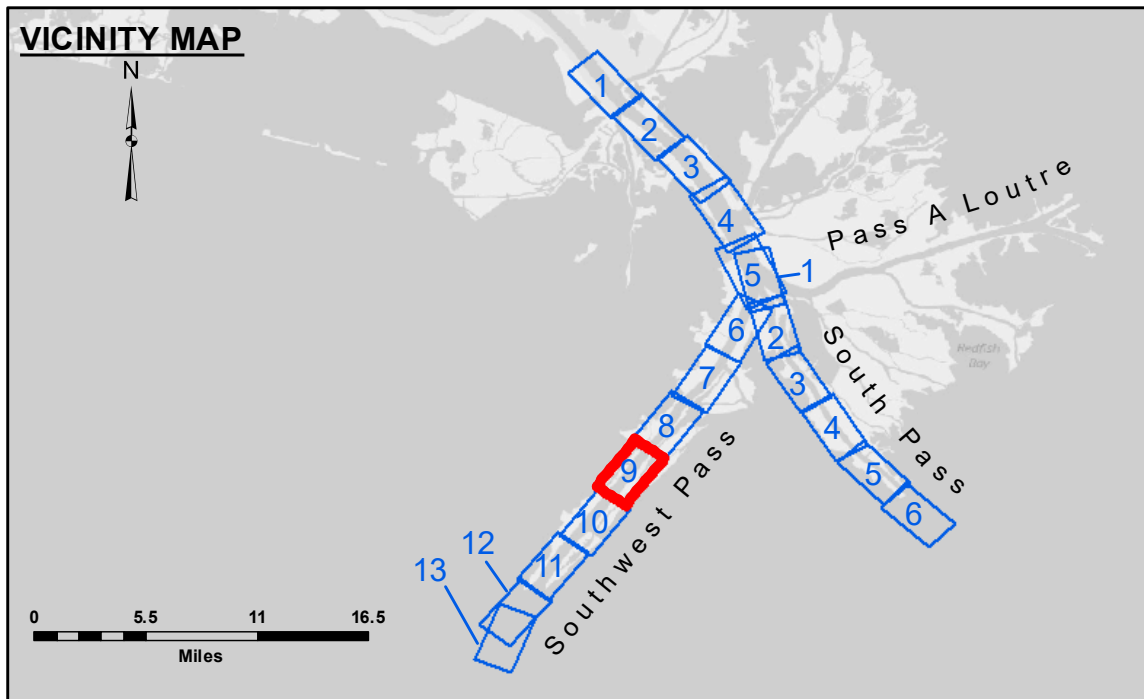 VICINITY MAP
N
1
2
3
4
5
1
6
2
7
3
8
4
9
5
10
6
11
12
13
Pass A Loutre
South Pass
Redfish Bay
Southwest Pass
0 5.5 11 16.5
Miles